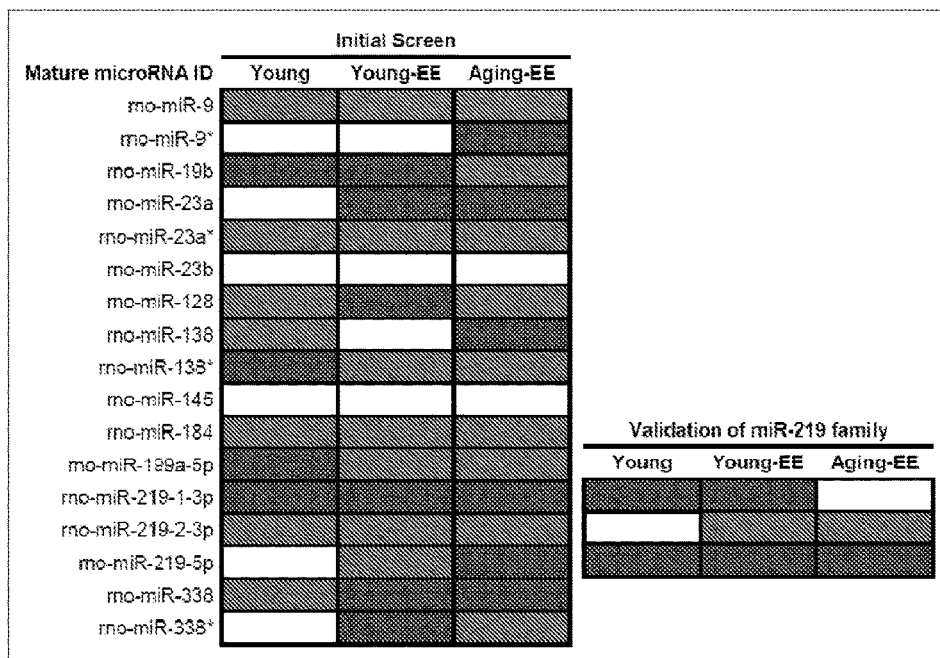 Initial Screen
Mature microRNA ID Young Young-EE Aging-EE
rno-miR-9
rno-miR-9*
rno-miR-19b
rno-miR-23a
rno-miR-23a*
rno-miR-23b
rno-miR-128
rno-miR-138
rno-miR-138*
rno-miR-145
rno-miR-184
rno-miR-199a-5p
rno-miR-219-1-3p
rno-miR-219-2-3p
rno-miR-219-5p
rno-miR-338
rno-miR-338*
Validation of miR-219 family
Young Young-EE Aging-EE